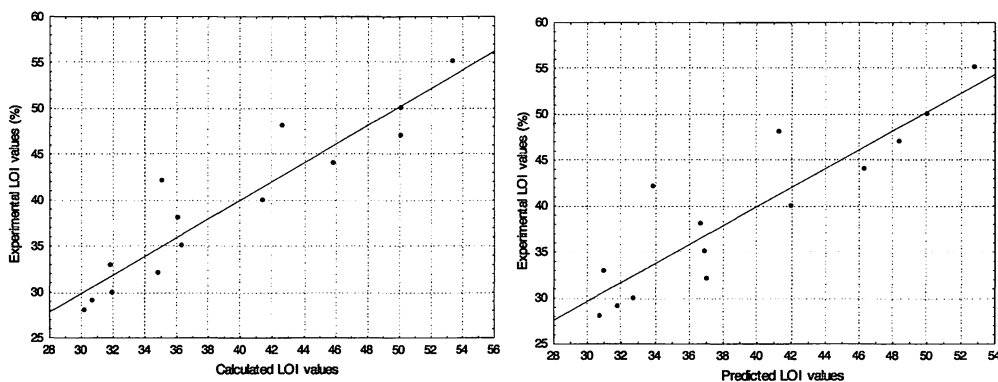 Experimental LOI values (%)
60
55
50
45
40
35
30
25
28 30 32 34 36 38 40 42 44 46 48 50 52 54 56
Calculated LOI values
Experimental LOI values (%)
60
55
50
45
40
35
30
25
28 30 32 34 36 38 40 42 44 46 48 50 52 54
Predicted LOI values